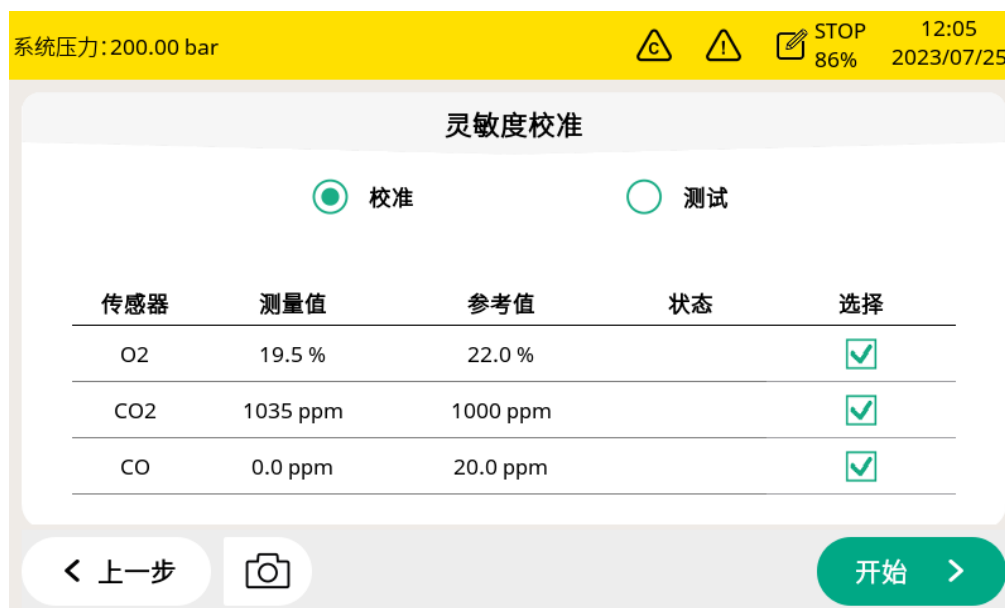 系统压力：200.00 bar
C
!
STOP
86%
12:05
2023/07/25
灵敏度校准
校准 测试
传感器 测量值 参考值 状态 选择
O2 19.5 % 22.0 %
CO2 1035 ppm 1000 ppm
CO 0.0 ppm 20.0 ppm
上一步 开始